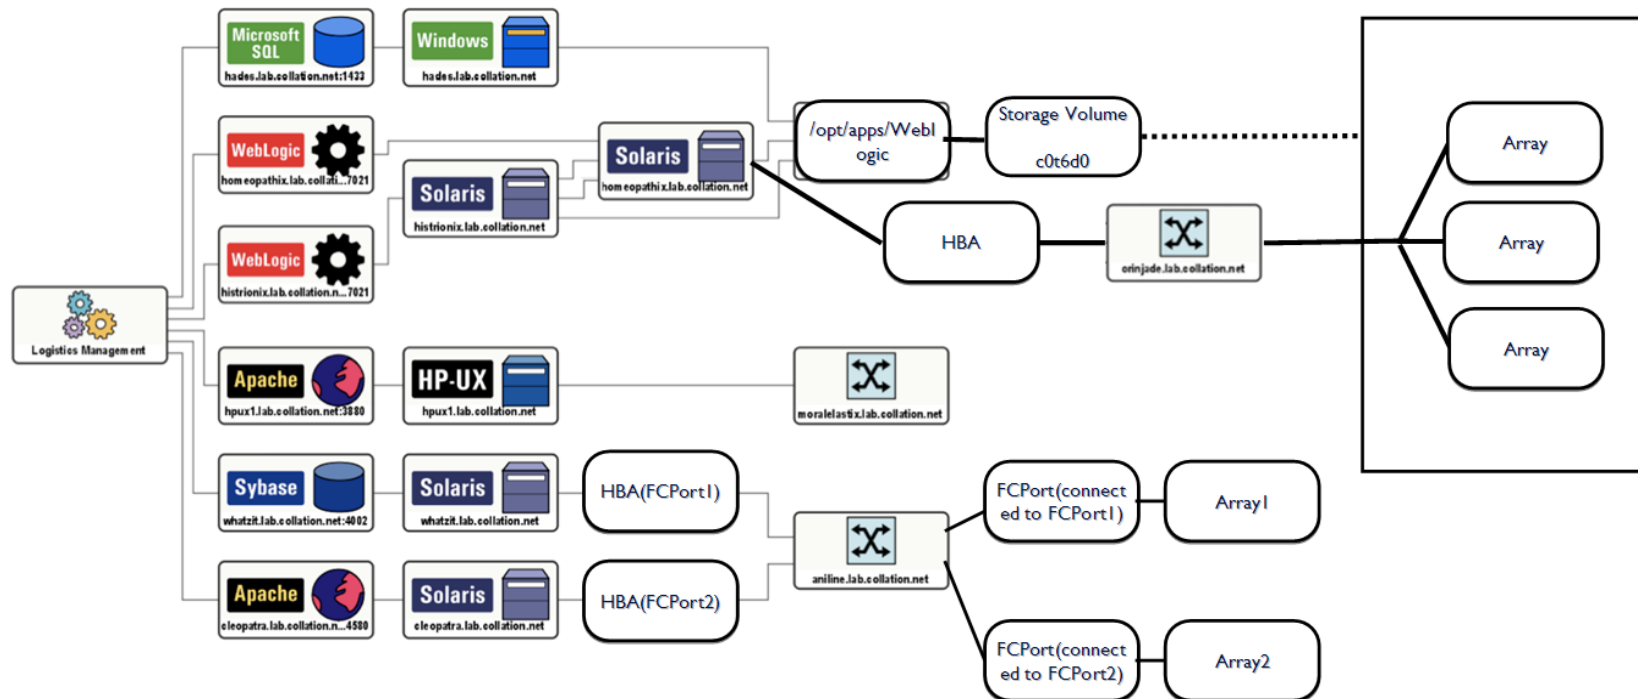 Microsoft
SQL
hades.lab.collation.net:1433
Windows
hades.lab.collation.net
WebLogic
homeopathix.lab.collati...7021
Solaris
histrionix.lab.collation.net
Solaris
homeopathix.lab.collation.net
/opt/apps/Webl
ogic
Storage Volume
c0t6d0
HBA
orinjade.lab.collation.net
Array
Array
Array
WebLogic
histrionix.lab.collation.n...7021
Logistics Management
Apache
hpux1.lab.collation.net:3880
HP-UX
hpux1.lab.collation.net
moralelastix.lab.collation.net
Sybase
whatzit.lab.collation.net:4002
Solaris
whatzit.lab.collation.net
HBA(FCPort1)
aniline.lab.collation.net
FCPort(connect
ed to FCPort1)
Array1
Apache
cleopatra.lab.collation.n...4580
Solaris
cleopatra.lab.collation.net
HBA(FCPort2)
FCPort(connect
ed to FCPort2)
Array2